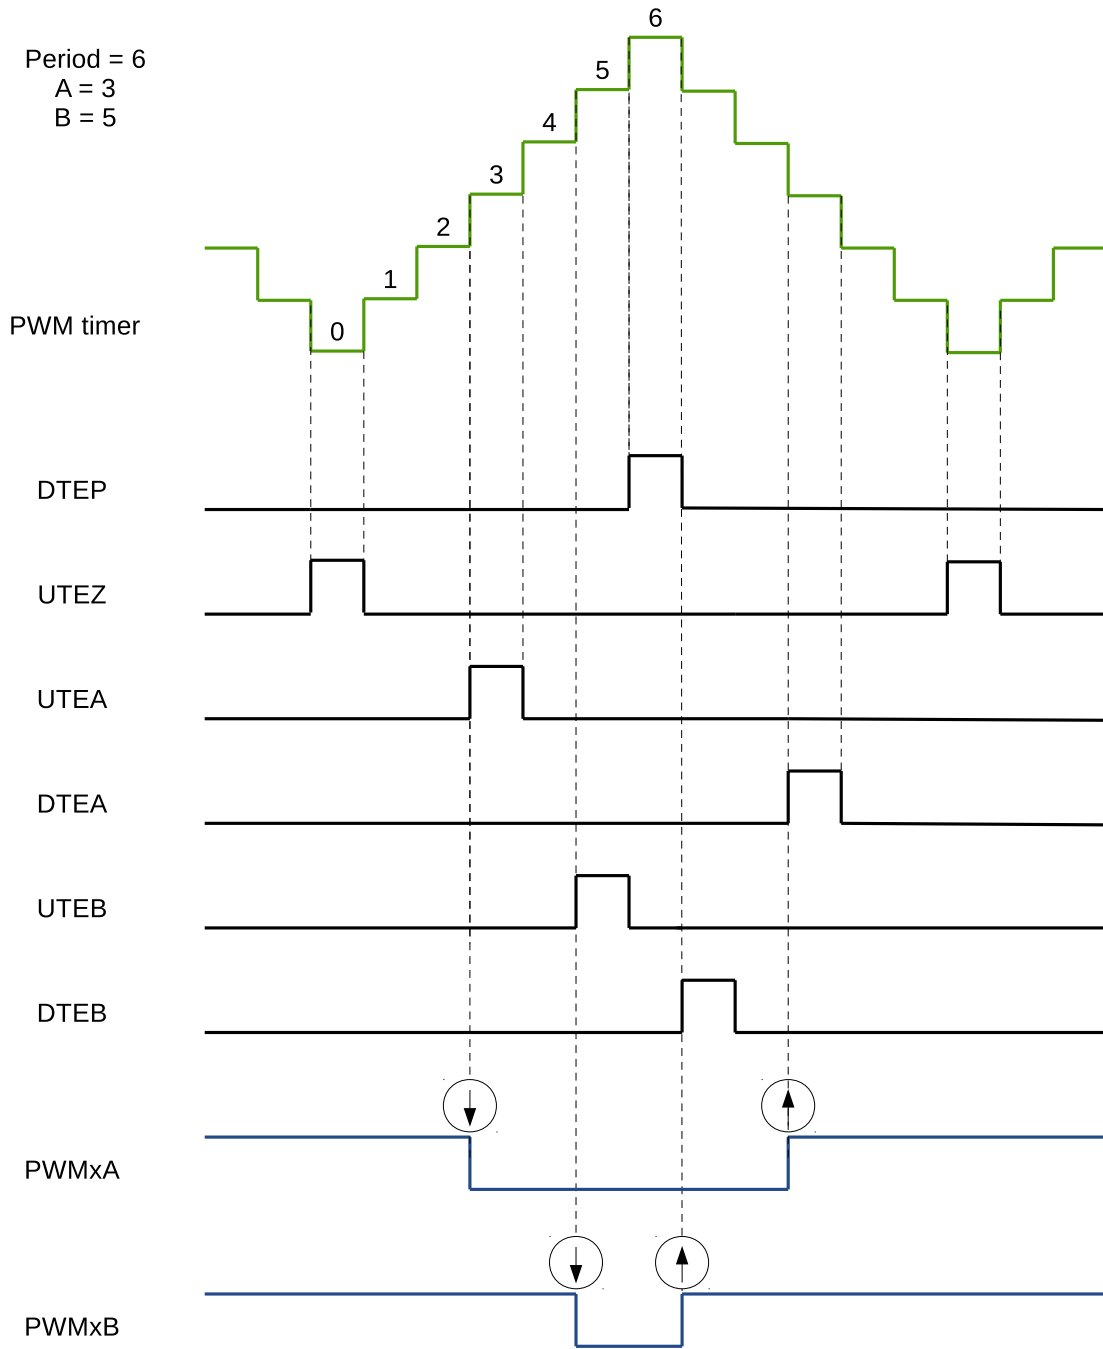 6
Period = 6
A = 3
B = 5
5
4
3
2
1
0
PWM timer
DTEP
UTEZ
UTEA
DTEA
UTEB
DTEB
PWMxA
PWMxB